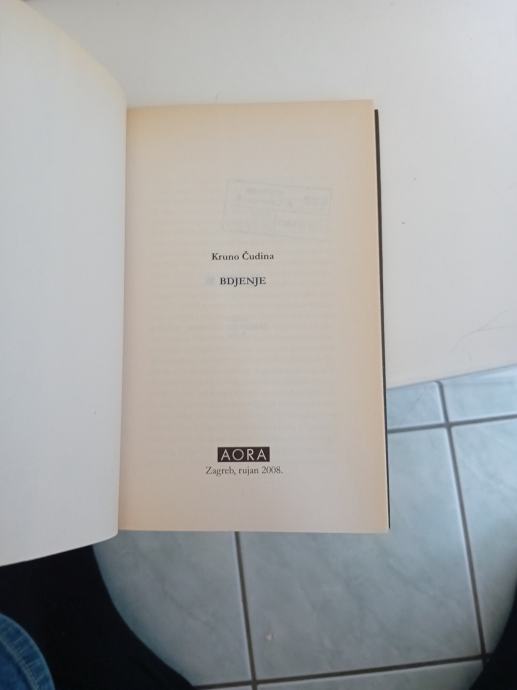 Kruno Čudina
BDJENJE
AORA
Zagreb, rujan 2008.